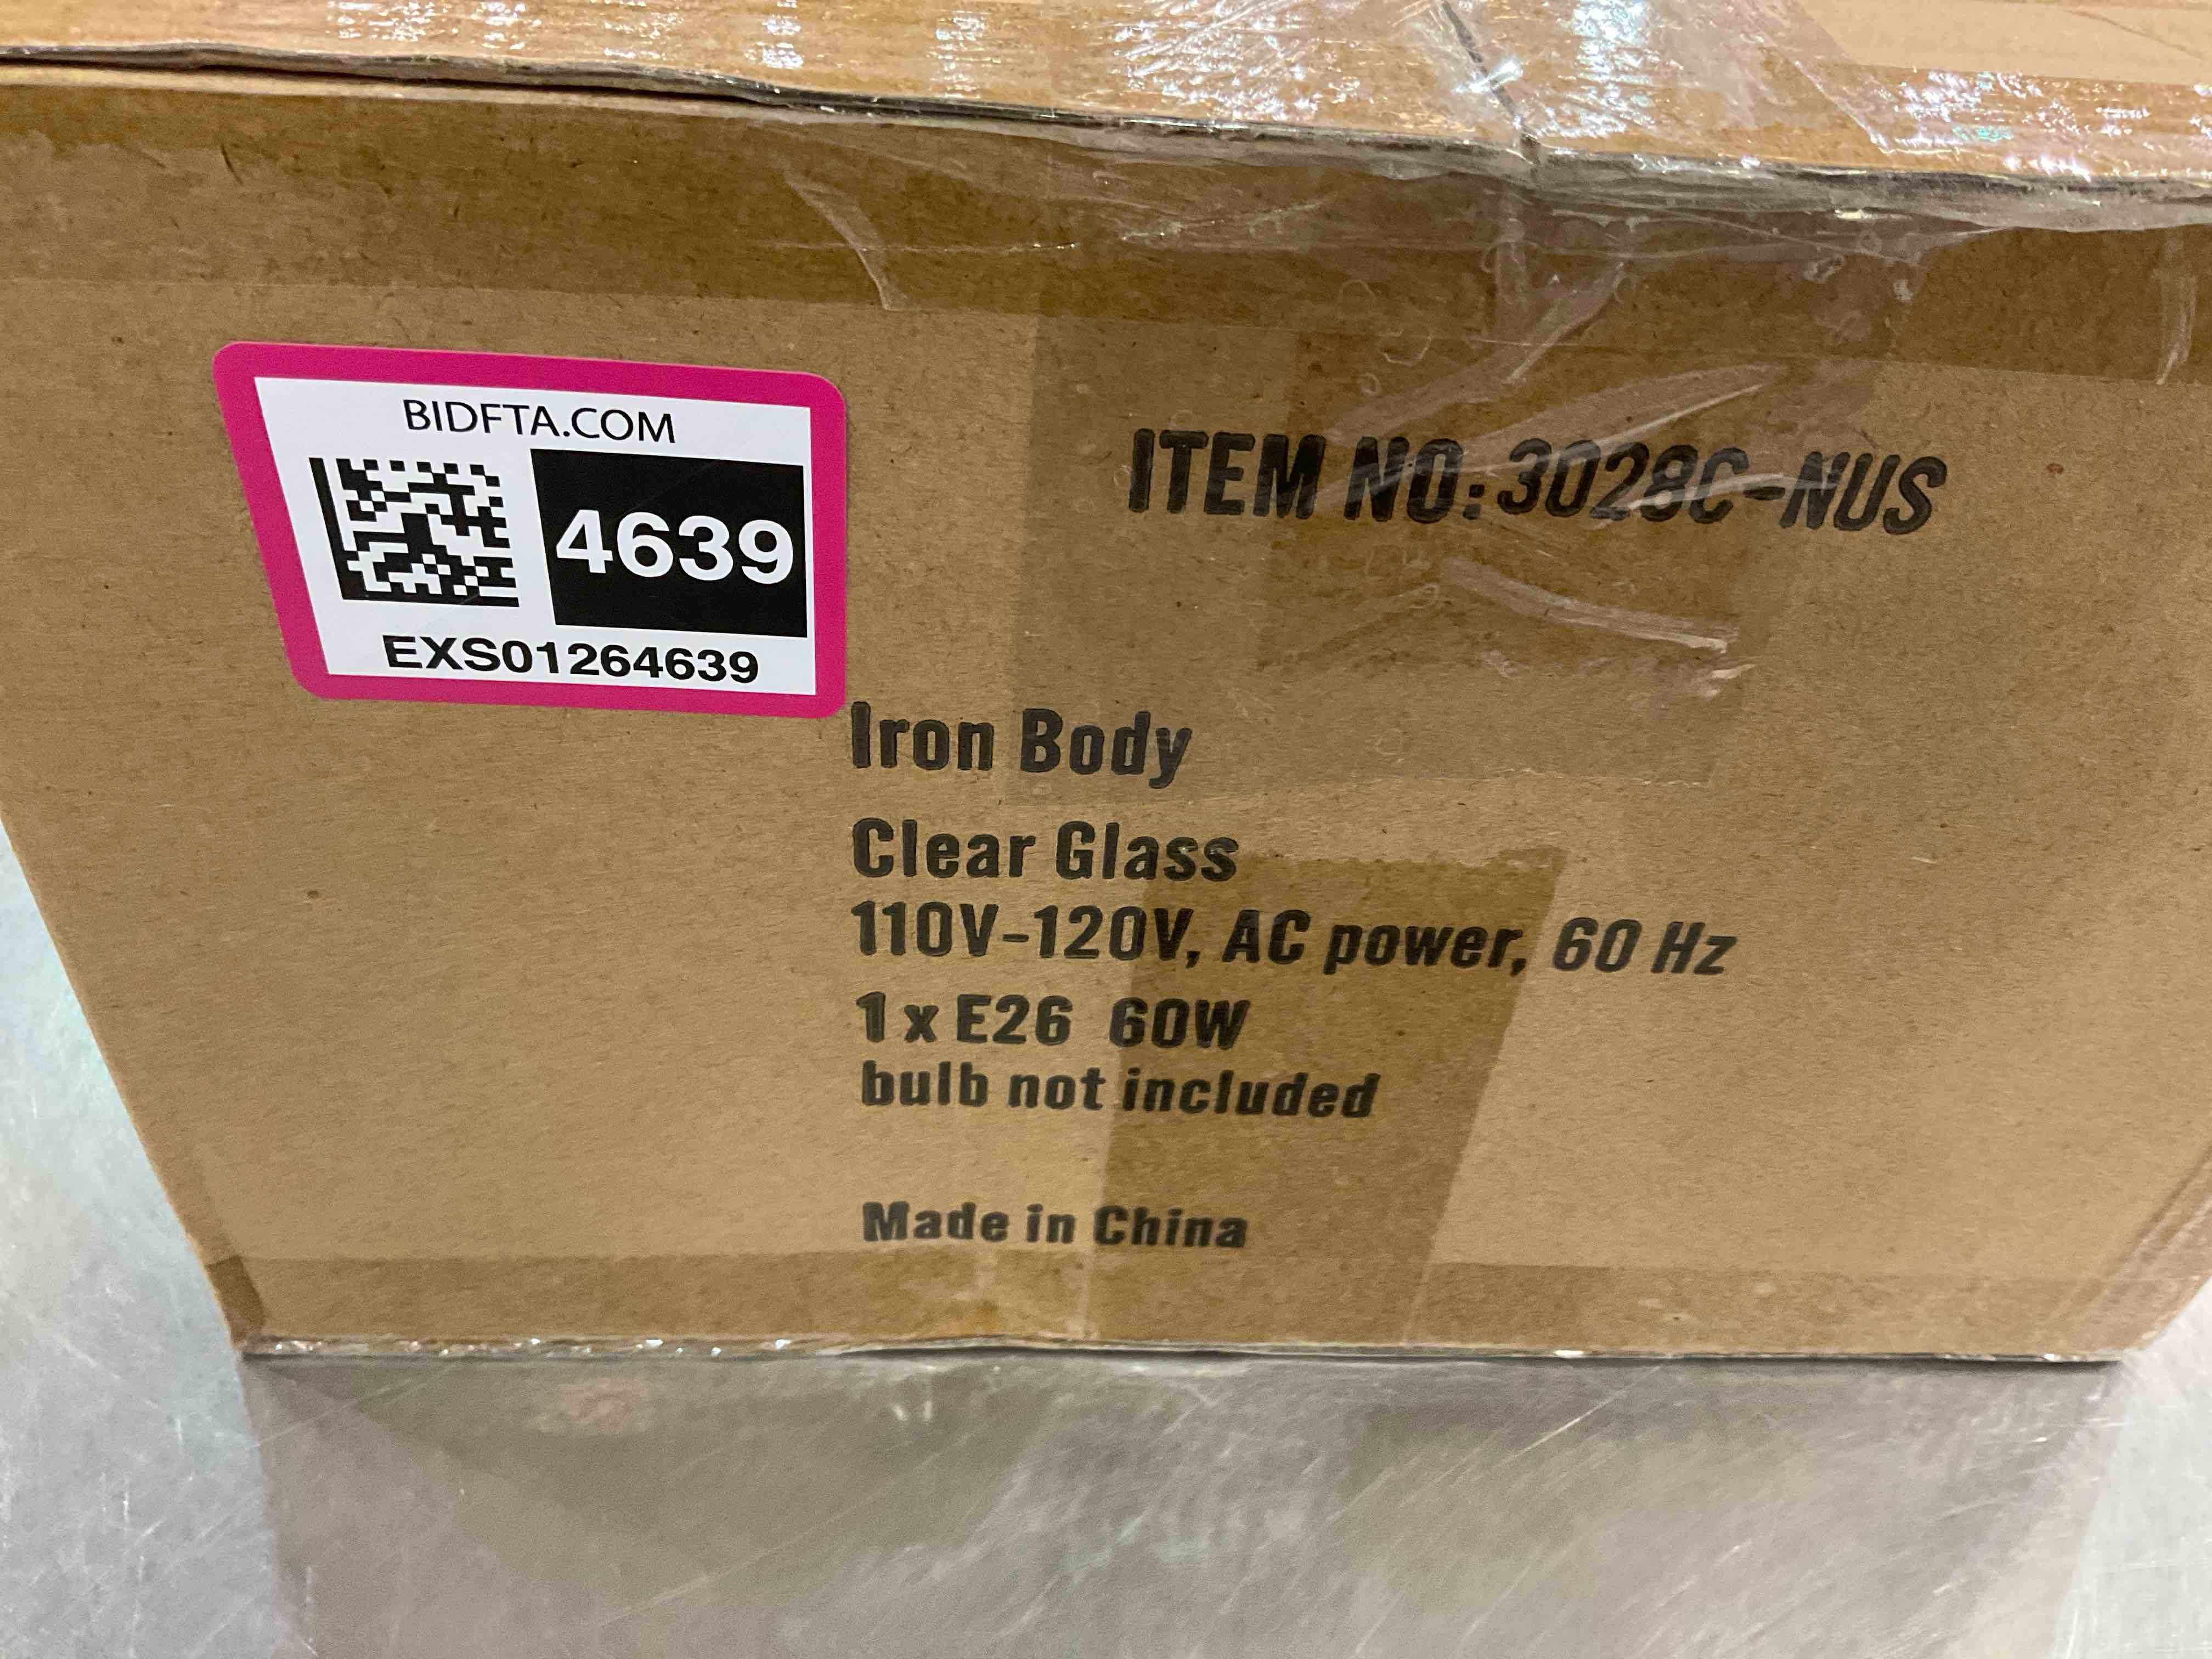 BIDFTA.COM
4639
EXS01264639
ITEM NO:3028C-NUS
Iron Body
Clear Glass
110V-120V, AC power, 60 Hz
1 x E26 60W
bulb not included
Made in China